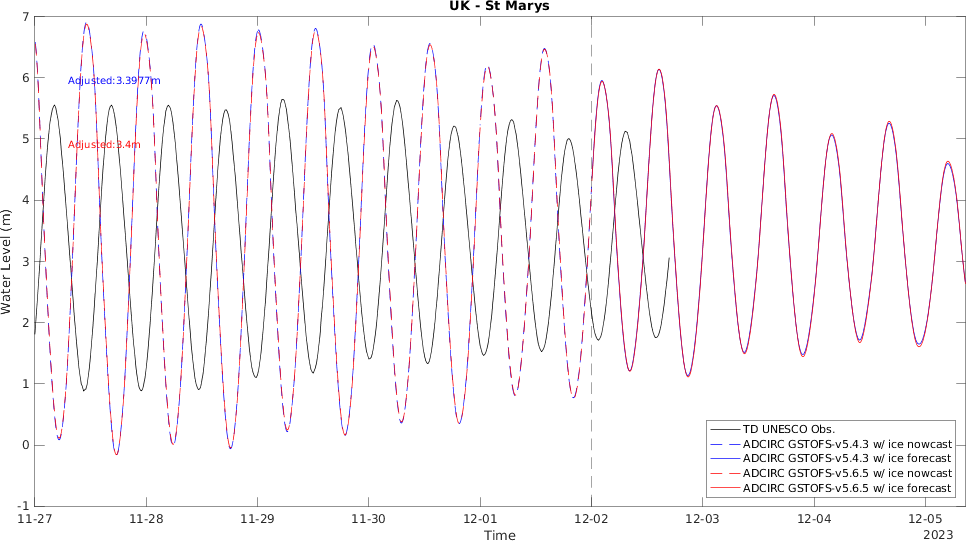 UK - St Marys
7
6
5
4
3
2
1
0
-1
Water Level (m)
Adjusted:3.3977m
Adjusted:3.4m
TD UNESCO Obs.
ADCIRC GSTOFS-v5.4.3 w/ ice nowcast
ADCIRC GSTOFS-v5.4.3 w/ ice forecast
ADCIRC GSTOFS-v5.6.5 w/ ice nowcast
ADCIRC GSTOFS-v5.6.5 w/ ice forecast
11-27 11-28 11-29 11-30 12-01 12-02 12-03 12-04 12-05
Time
2023